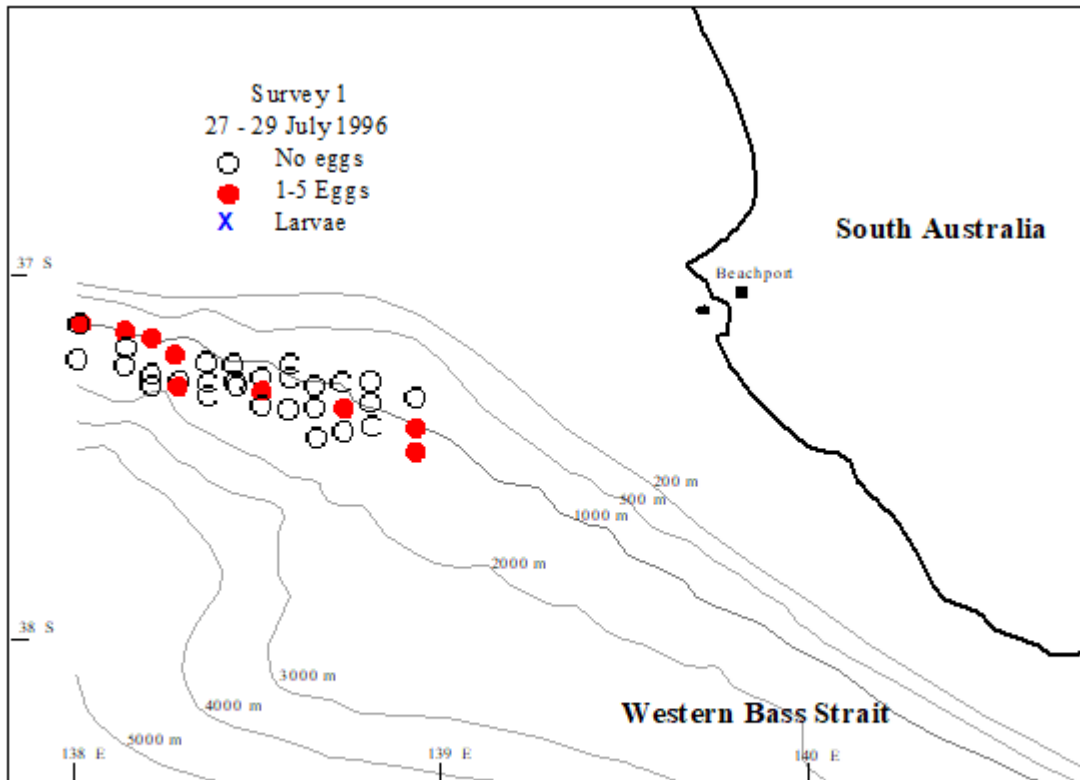 Survey 1
27 - 29 July 1996
No eggs
1-5 Eggs
X Larvae
South Australia
37 S
Beachport
200 m
500 m
1000 m
2000 m
38 S
3000 m
4000 m
Western Bass Strait
5000 m
138 E
139 E
140 E